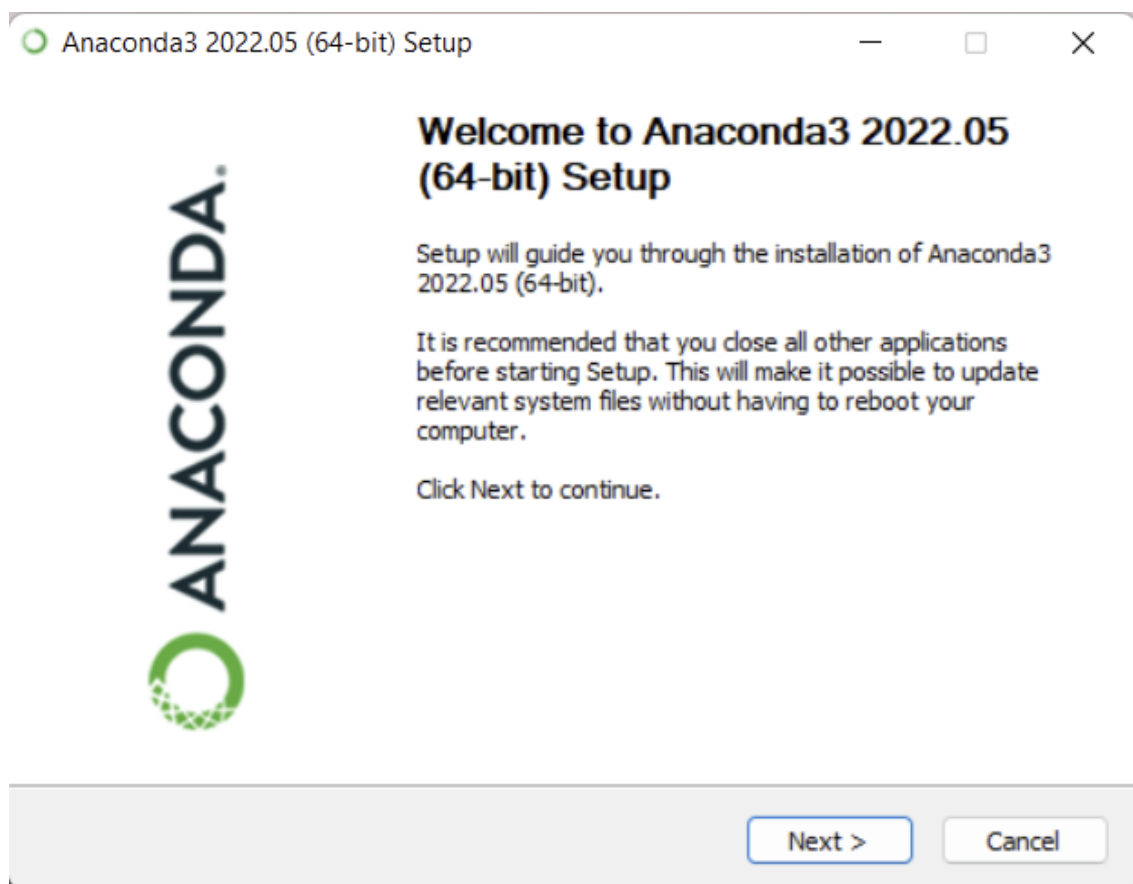 Anaconda3 2022.05 (64-bit) Setup
Welcome to Anaconda3 2022.05
(64-bit) Setup
Setup will guide you through the installation of Anaconda3
2022.05 (64-bit).
It is recommended that you close all other applications
before starting Setup. This will make it possible to update
relevant system files without having to reboot your
computer.
Click Next to continue.
ANACONDA.
Next >
Cancel